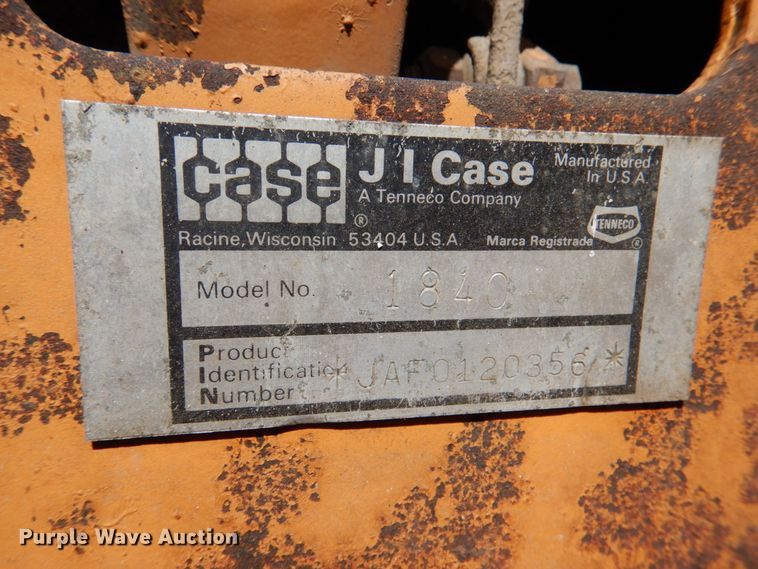 case
J I Case
Manufactured
In U.S.A.
A Tenneco Company
®
TENNECO
®
Racine, Wisconsin 53404 U.S.A.
Marca Registrada
Model No. 1840
Product
Identification
Number
*JAF0120356*
Purple Wave Auction